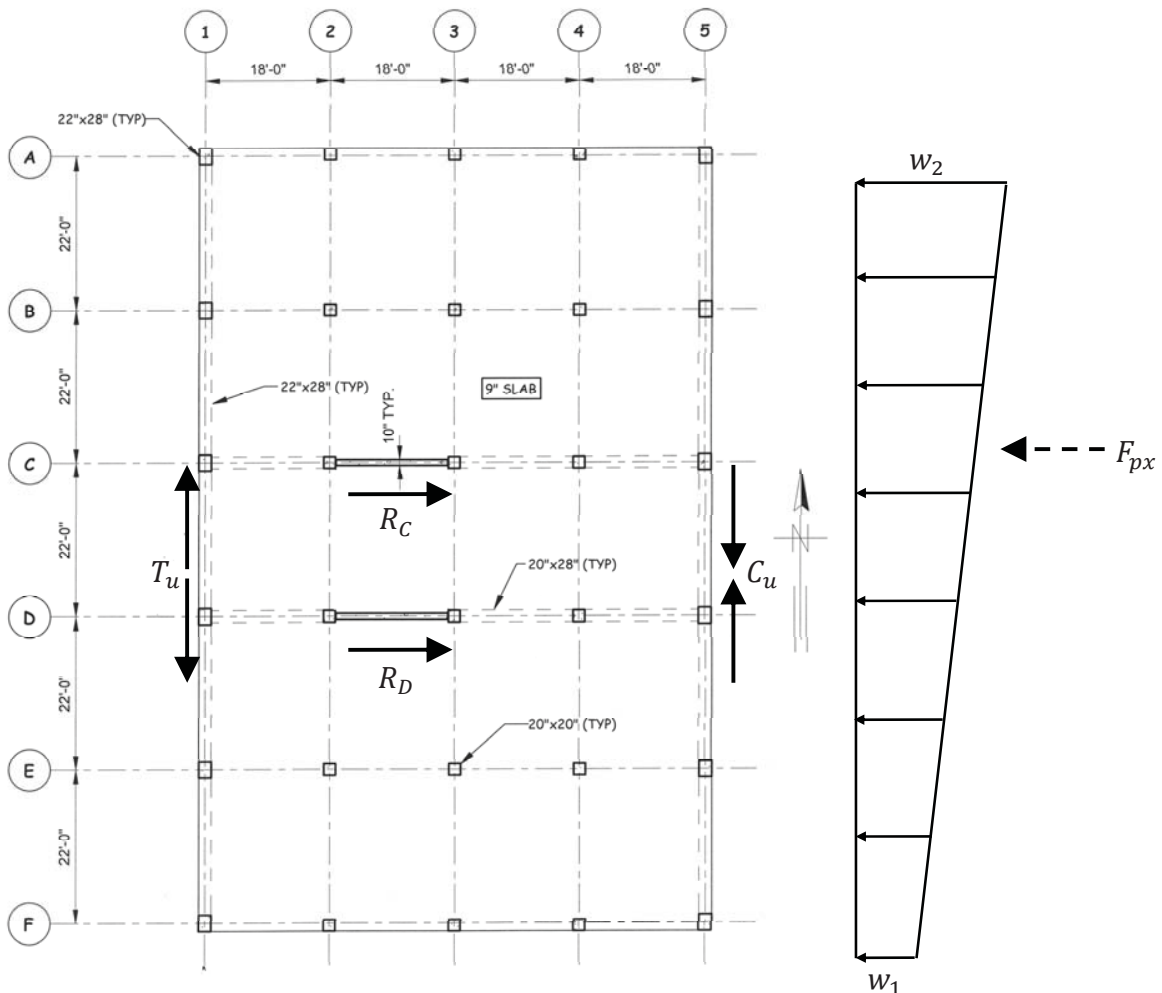 1 2 3 4 5
18'-0" 18'-0" 18'-0" 18'-0"
22"x28" (TYP)
A
w₂
22'-0"
B
F_px
22'-0"
22"x28" (TYP)
10" TYP.
9" SLAB
C
R_C
N
22'-0"
T_u
20"x28" (TYP)
C_u
D
R_D
22'-0'
20"x20" (TYP)
E
22'-0"
F
w₁